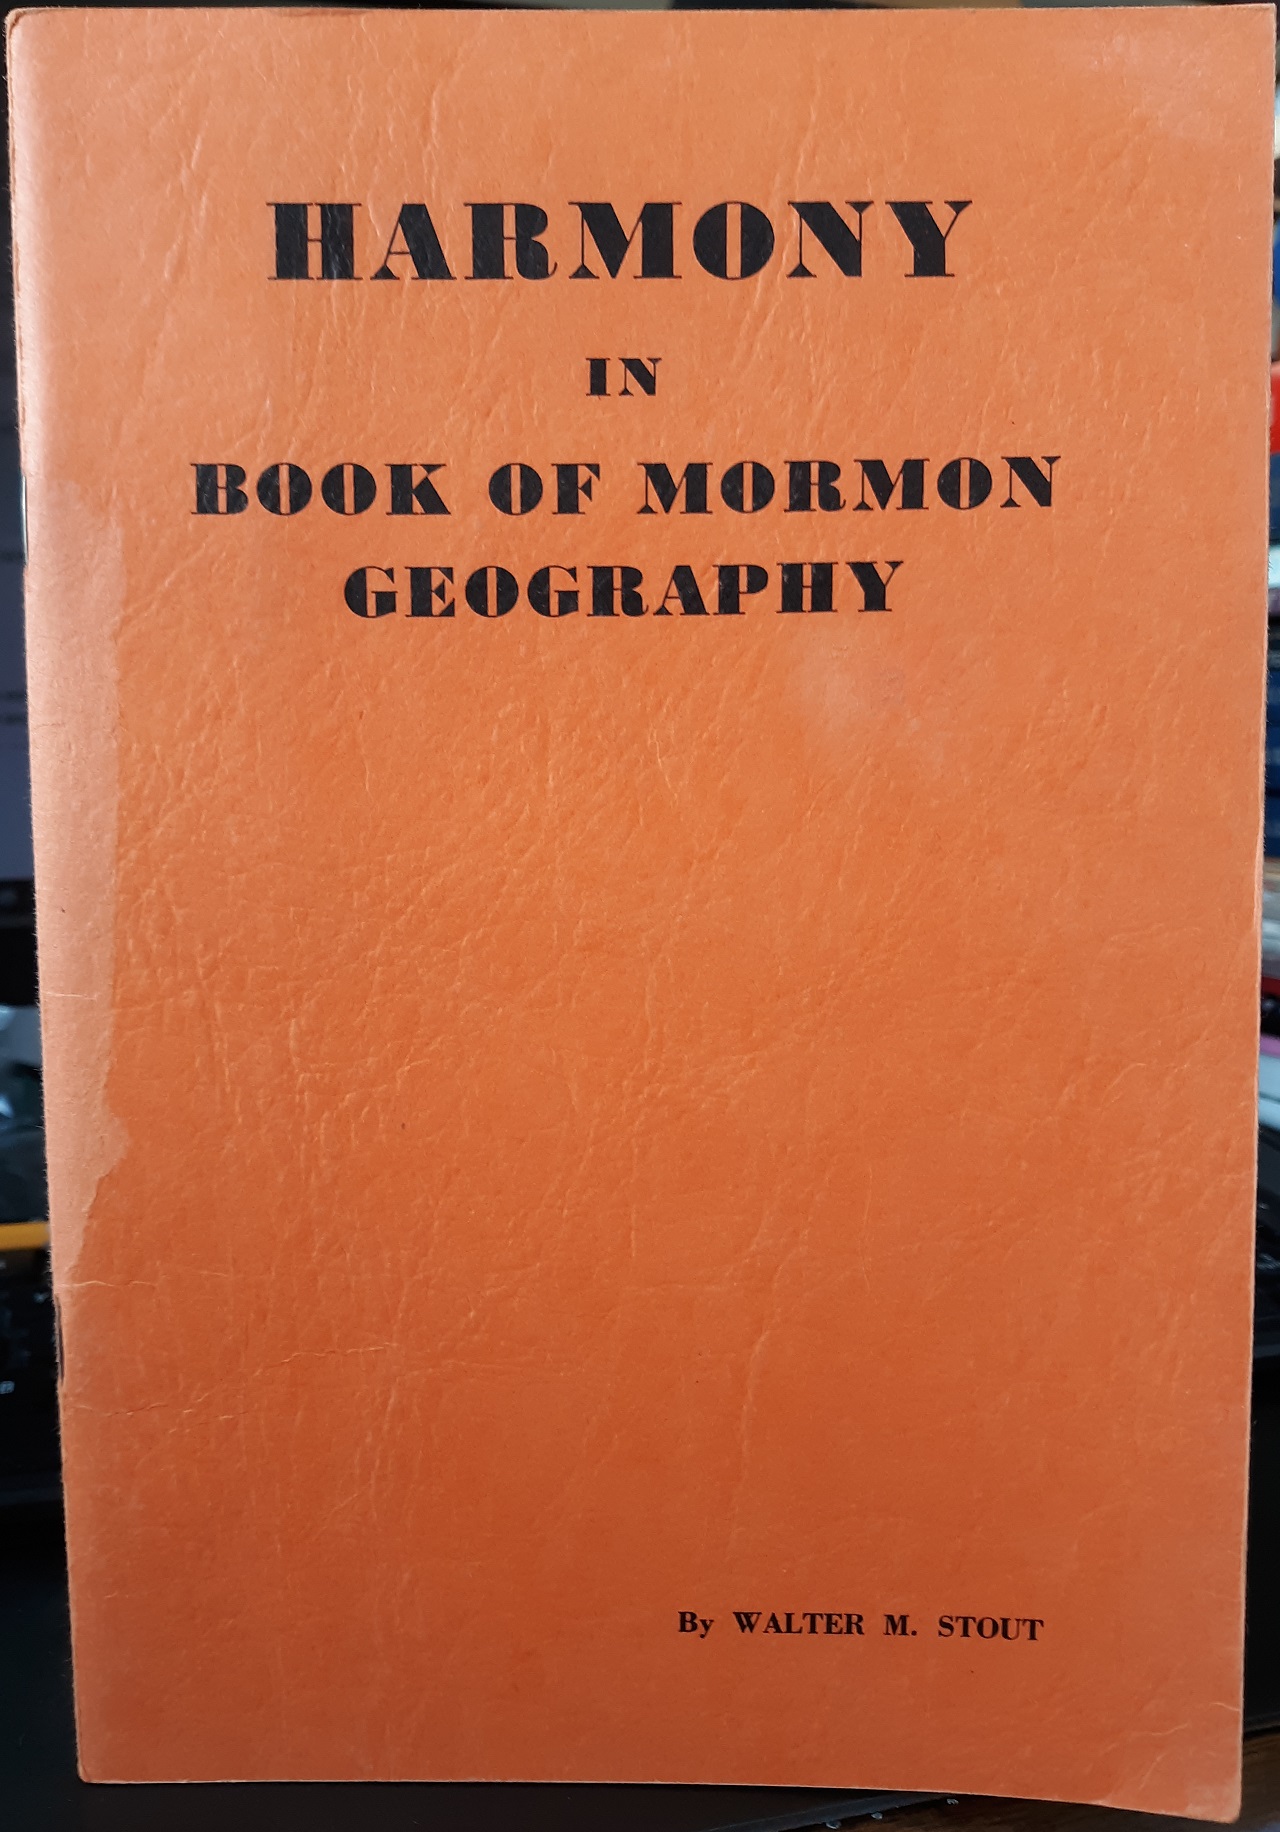 HARMONY
IN
BOOK OF MORMON
GEOGRAPHY
By WALTER M. STOUT